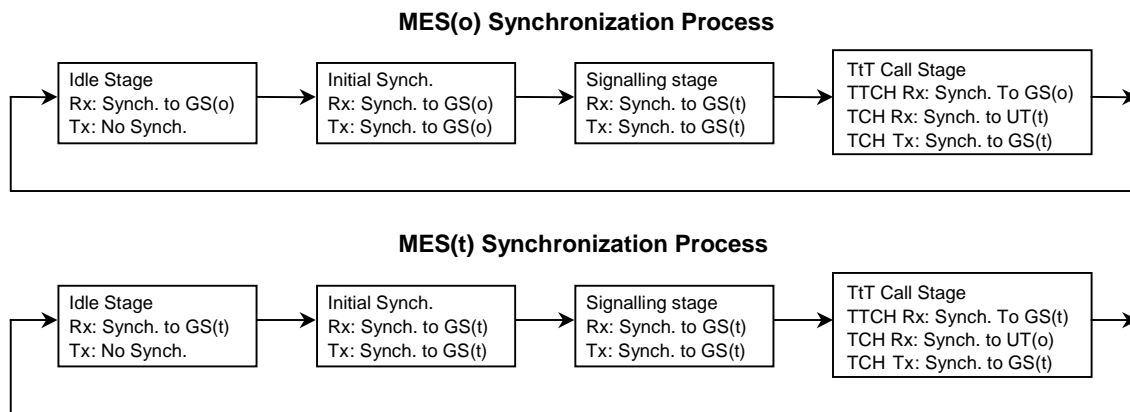 MES(o) Synchronization Process
Idle Stage
Rx: Synch. to GS(o)
Tx: No Synch.
Initial Synch.
Rx: Synch. to GS(o)
Tx: Synch. to GS(o)
Signalling stage
Rx: Synch. to GS(t)
Tx: Synch. to GS(t)
TtT Call Stage
TTCH Rx: Synch. To GS(o)
TCH Rx: Synch. to UT(t)
TCH Tx: Synch. to GS(t)
MES(t) Synchronization Process
Idle Stage
Rx: Synch. to GS(t)
Tx: No Synch.
Initial Synch.
Rx: Synch. to GS(t)
Tx: Synch. to GS(t)
Signalling stage
Rx: Synch. to GS(t)
Tx: Synch. to GS(t)
TtT Call Stage
TTCH Rx: Synch. To GS(t)
TCH Rx: Synch. to UT(o)
TCH Tx: Synch. to GS(t)